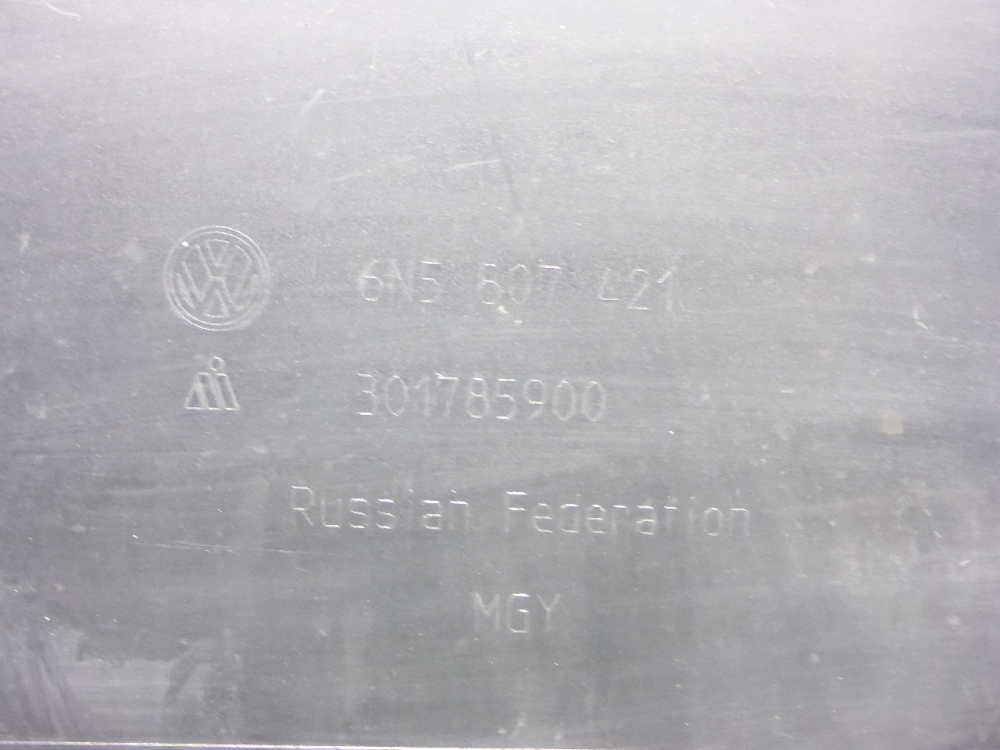 6N5 807 421
301785900
Russian Federation
MGY